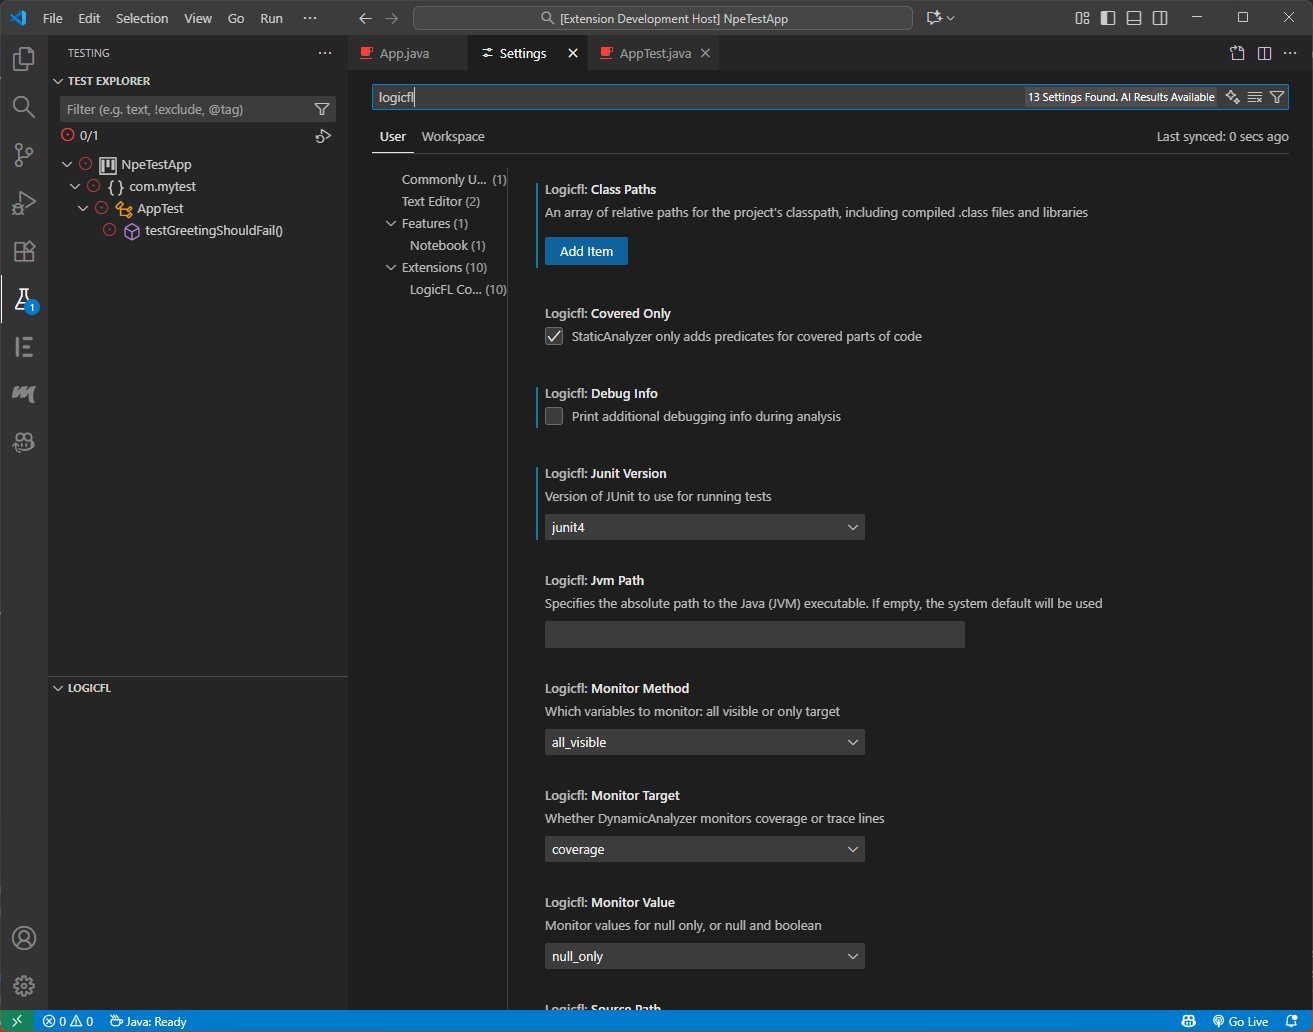 File Edit Selection View Go Run ···
[Extension Development Host] NpeTestApp
TESTING
TEST EXPLORER
Filter (e.g. text, !exclude, @tag)
0/1
NpeTestApp
com.mytest
AppTest
testGreetingShouldFail()
LOGICFL
1
App.java
Settings
AppTest.java
logicfl
13 Settings Found. AI Results Available
User
Workspace
Last synced: 0 secs ago
Commonly U... (1)
Text Editor (2)
Features (1)
Notebook (1)
Extensions (10)
LogicFL Co... (10)
Logicfl: Class Paths
An array of relative paths for the project's classpath, including compiled .class files and libraries
Add Item
Logicfl: Covered Only
StaticAnalyzer only adds predicates for covered parts of code
Logicfl: Debug Info
Print additional debugging info during analysis
Logicfl: Junit Version
Version of JUnit to use for running tests
junit4
Logicfl: Jvm Path
Specifies the absolute path to the Java (JVM) executable. If empty, the system default will be used
Logicfl: Monitor Method
Which variables to monitor: all visible or only target
all_visible
Logicfl: Monitor Target
Whether DynamicAnalyzer monitors coverage or trace lines
coverage
Logicfl: Monitor Value
Monitor values for null only, or null and boolean
null_only
Logicfl: Source Path
0 0
Java: Ready
Go Live